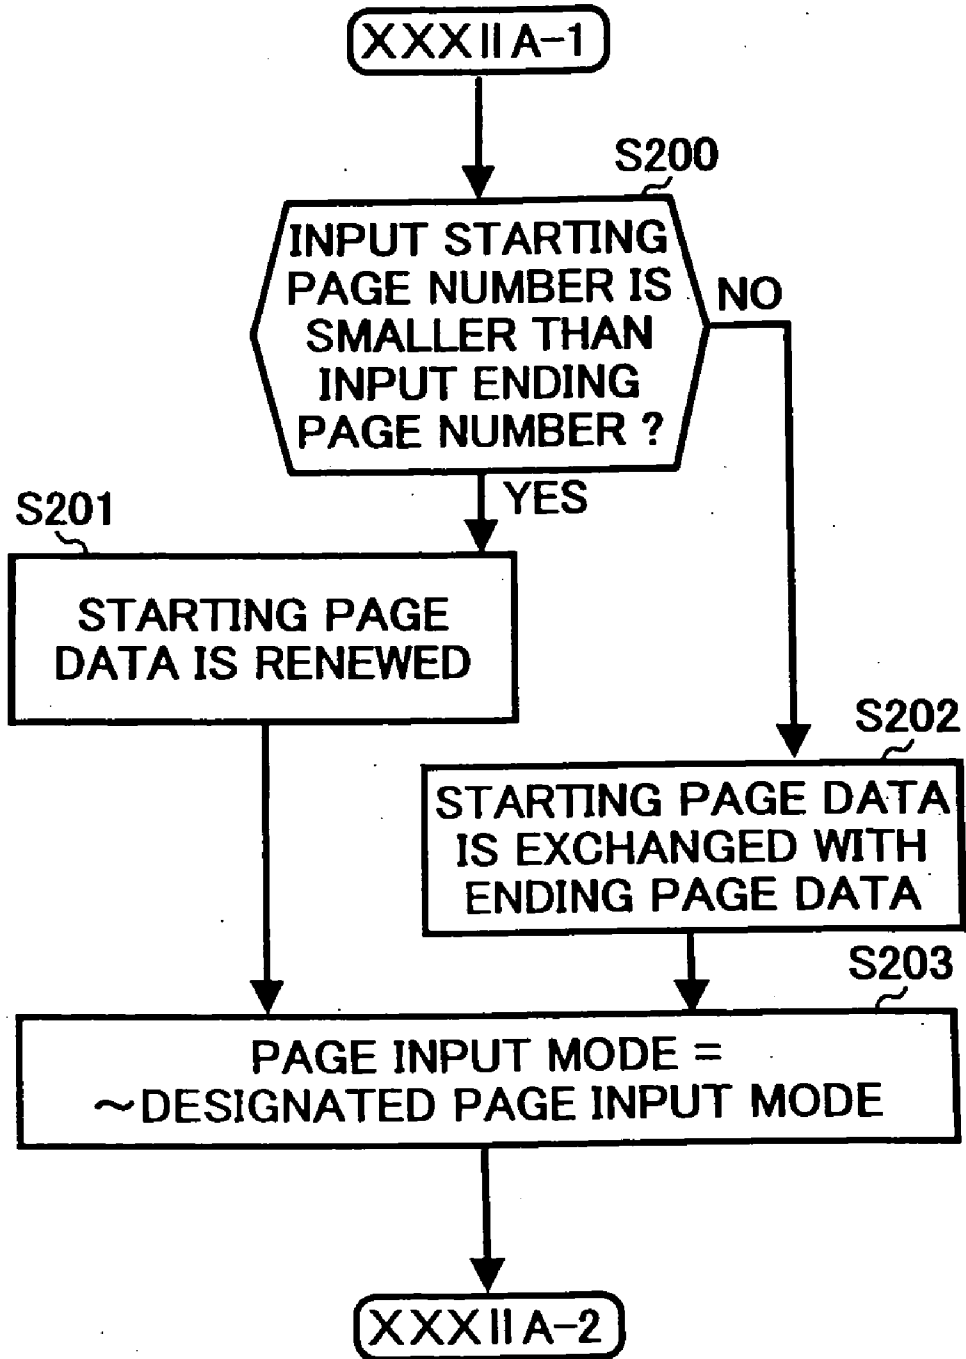 XXXIIA-1
S200
INPUT STARTING
PAGE NUMBER IS
SMALLER THAN
INPUT ENDING
PAGE NUMBER ?
NO
YES
S201
STARTING PAGE
DATA IS RENEWED
S202
STARTING PAGE DATA
IS EXCHANGED WITH
ENDING PAGE DATA
S203
PAGE INPUT MODE =
~DESIGNATED PAGE INPUT MODE
XXXIIA-2